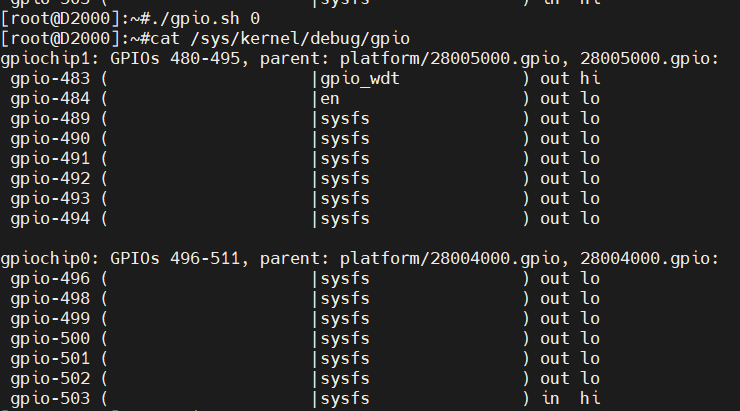 [root@D2000]:~#./gpio.sh 0
[root@D2000]:~#cat /sys/kernel/debug/gpio
gpiochip1: GPIOs 480-495, parent: platform/28005000.gpio, 28005000.gpio:
 gpio-483 (                    |gpio_wdt            ) out hi
 gpio-484 (                    |en                  ) out lo
 gpio-489 (                    |sysfs               ) out lo
 gpio-490 (                    |sysfs               ) out lo
 gpio-491 (                    |sysfs               ) out lo
 gpio-492 (                    |sysfs               ) out lo
 gpio-493 (                    |sysfs               ) out lo
 gpio-494 (                    |sysfs               ) out lo

gpiochip0: GPIOs 496-511, parent: platform/28004000.gpio, 28004000.gpio:
 gpio-496 (                    |sysfs               ) out lo
 gpio-498 (                    |sysfs               ) out lo
 gpio-499 (                    |sysfs               ) out lo
 gpio-500 (                    |sysfs               ) out lo
 gpio-501 (                    |sysfs               ) out lo
 gpio-502 (                    |sysfs               ) out lo
 gpio-503 (                    |sysfs               ) in  hi